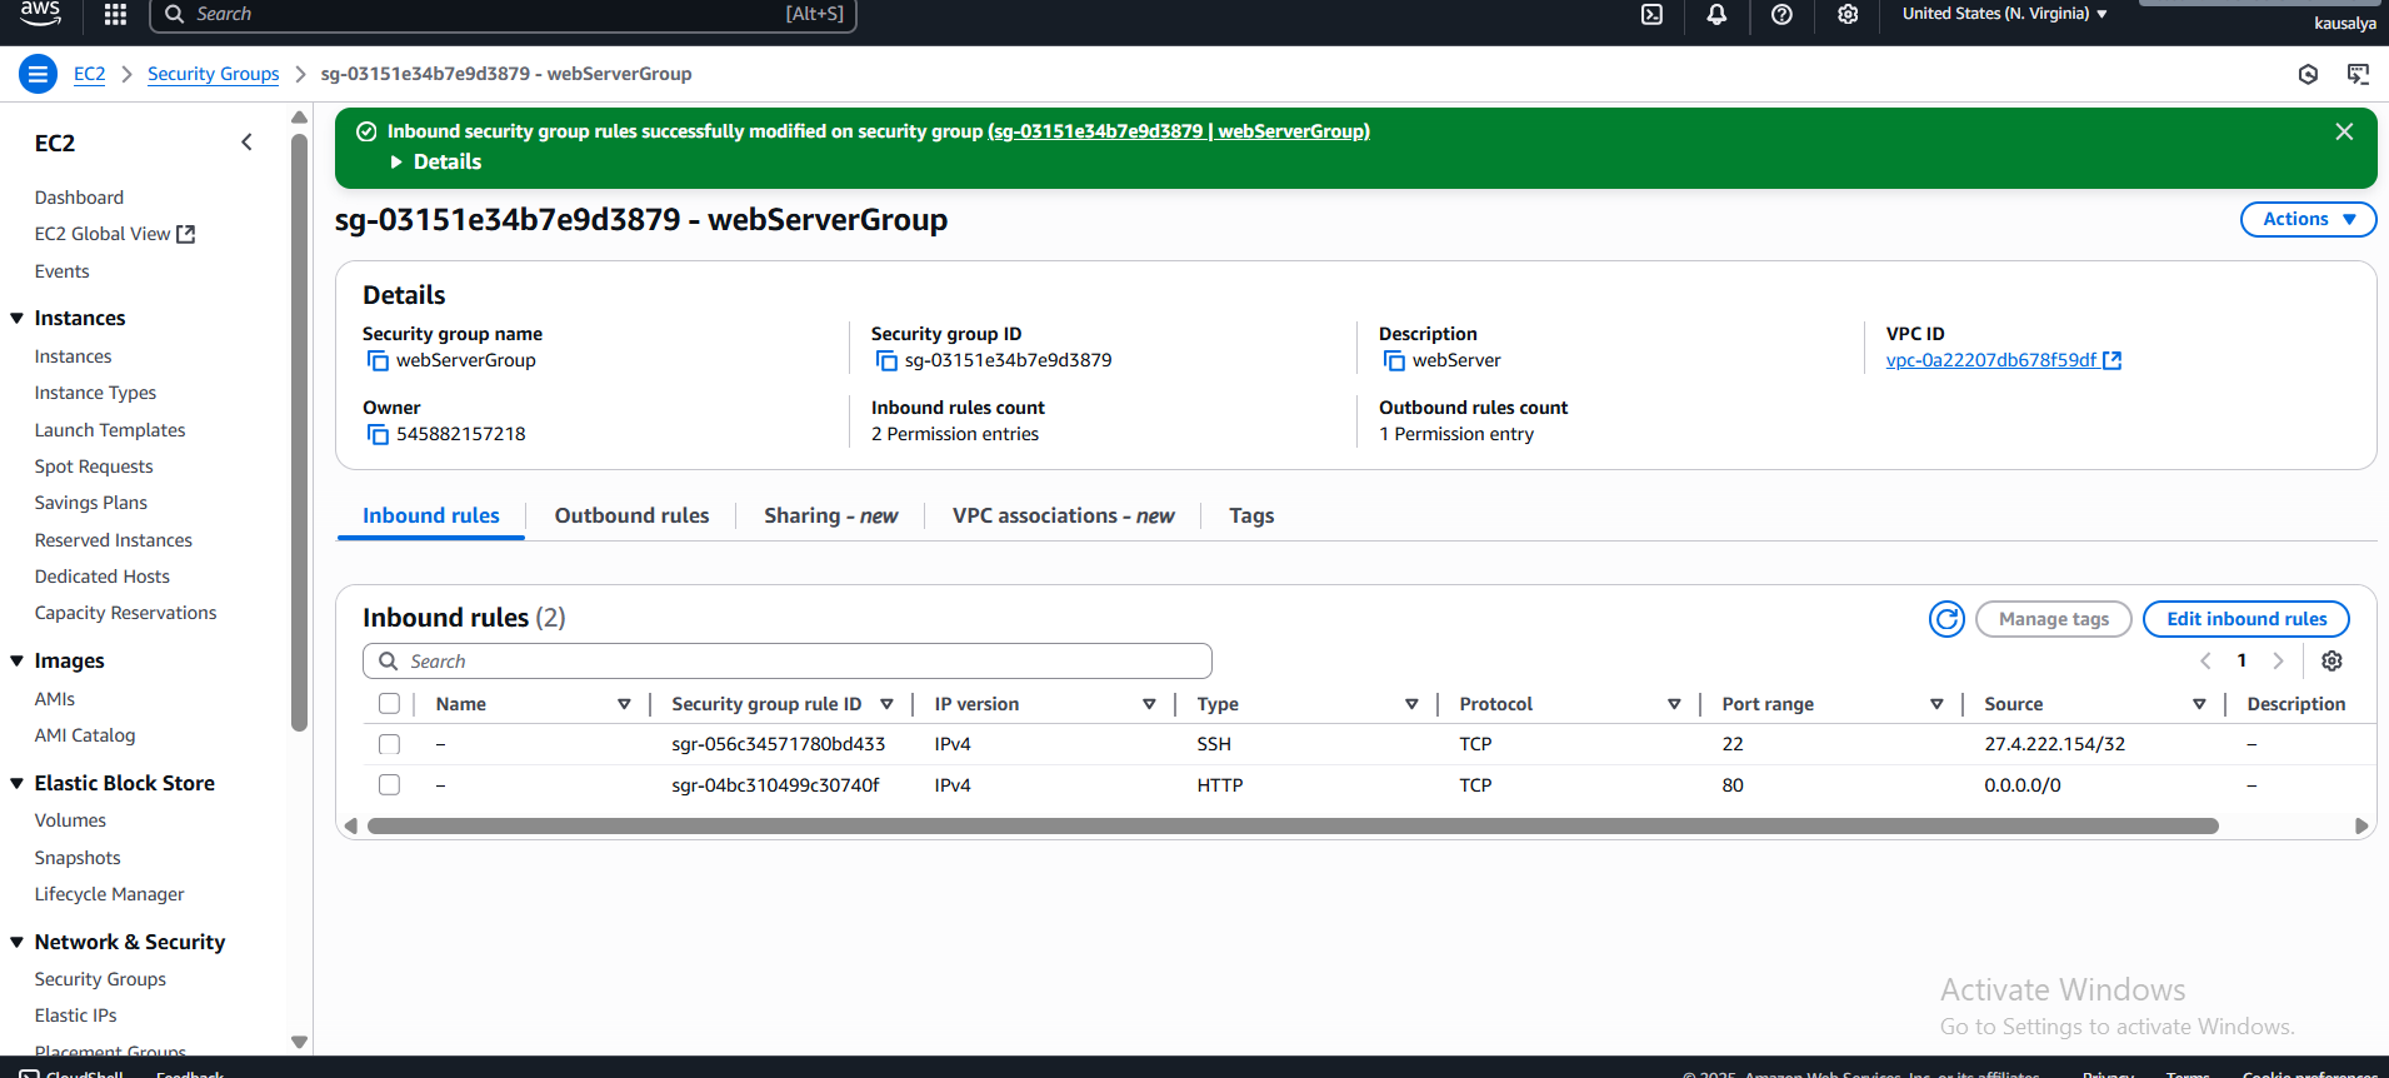 aws
Search [Alt+S]
United States (N. Virginia)
kausalya
EC2 > Security Groups > sg-03151e34b7e9d3879 - webServerGroup
EC2
Dashboard
EC2 Global View
Events
Instances
Instances
Instance Types
Launch Templates
Spot Requests
Savings Plans
Reserved Instances
Dedicated Hosts
Capacity Reservations
Images
AMIs
AMI Catalog
Elastic Block Store
Volumes
Snapshots
Lifecycle Manager
Network & Security
Security Groups
Elastic IPs
Placement Groups
Inbound security group rules successfully modified on security group (sg-03151e34b7e9d3879 | webServerGroup)
Details
sg-03151e34b7e9d3879 - webServerGroup
Actions
Details
Security group name
webServerGroup
Security group ID
sg-03151e34b7e9d3879
Description
webServer
VPC ID
vpc-0a22207db678f59df
Owner
545882157218
Inbound rules count
2 Permission entries
Outbound rules count
1 Permission entry
Inbound rules Outbound rules Sharing - new VPC associations - new Tags
Inbound rules (2)
Manage tags Edit inbound rules
Search
1
Name Security group rule ID IP version Type Protocol Port range Source Description
– sgr-056c34571780bd433 IPv4 SSH TCP 22 27.4.222.154/32 –
– sgr-04bc310499c30740f IPv4 HTTP TCP 80 0.0.0.0/0 –
Activate Windows
Go to Settings to activate Windows.
CloudShell Feedback
© 2025, Amazon Web Services, Inc. or its affiliates. Privacy Terms Cookie preferences